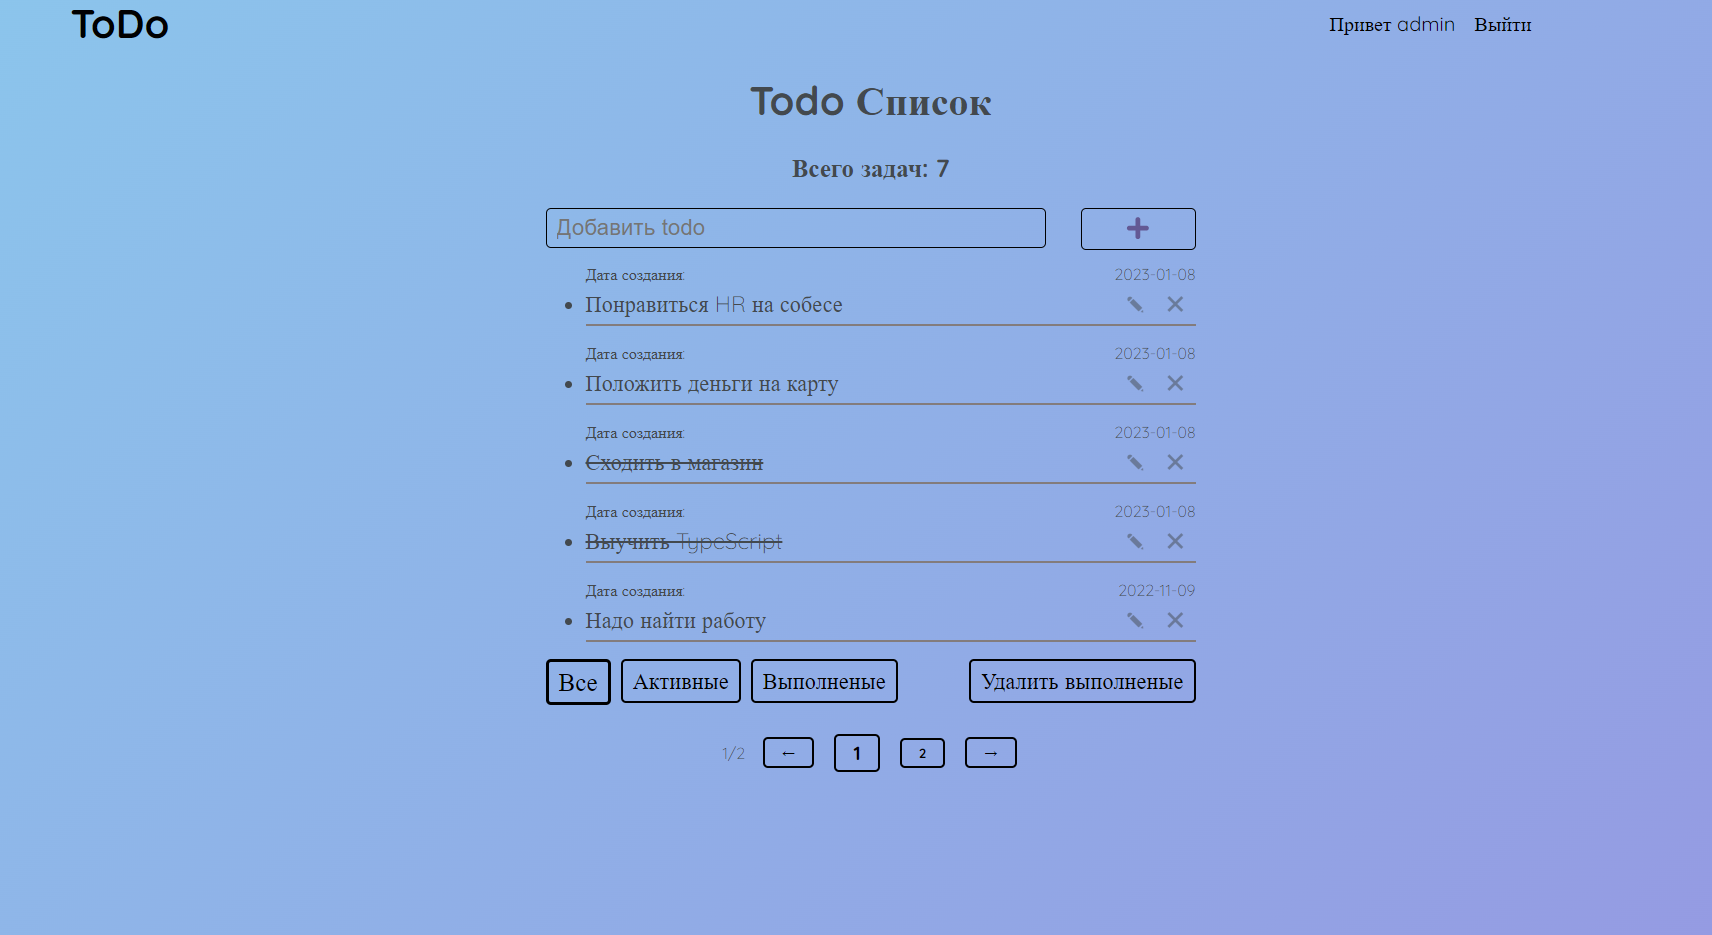 ToDo
Привет admin Выйти
Todo Список
Всего задач: 7
Добавить todo
Дата создания: 2023-01-08
Понравиться HR на собесе
Дата создания: 2023-01-08
Положить деньги на карту
Дата создания: 2023-01-08
Сходить в магазин
Дата создания: 2023-01-08
Выучить TypeScript
Дата создания: 2022-11-09
Надо найти работу
Все Активные Выполненые Удалить выполненые
1/2 ← 1 2 →